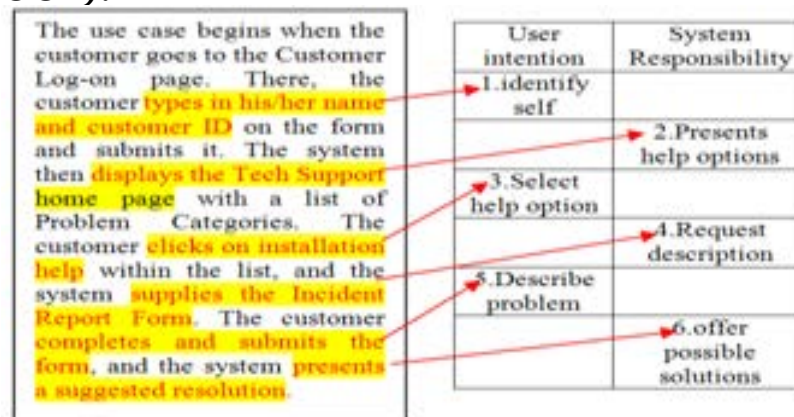 The use case begins when the
customer goes to the Customer
Log-on page. There, the
customer types in his/her name
and customer ID on the form
and submits it. The system
then displays the Tech Support
home page with a list of
Problem Categories. The
customer clicks on installation
help within the list, and the
system supplies the Incident
Report Form. The customer
completes and submits the
form, and the system presents
a suggested resolution.
User intention
System Responsibility
1.identify
self
2.Presents
help options
3.Select
help option
4.Request
description
5.Describe
problem
6.offer
possible
solutions